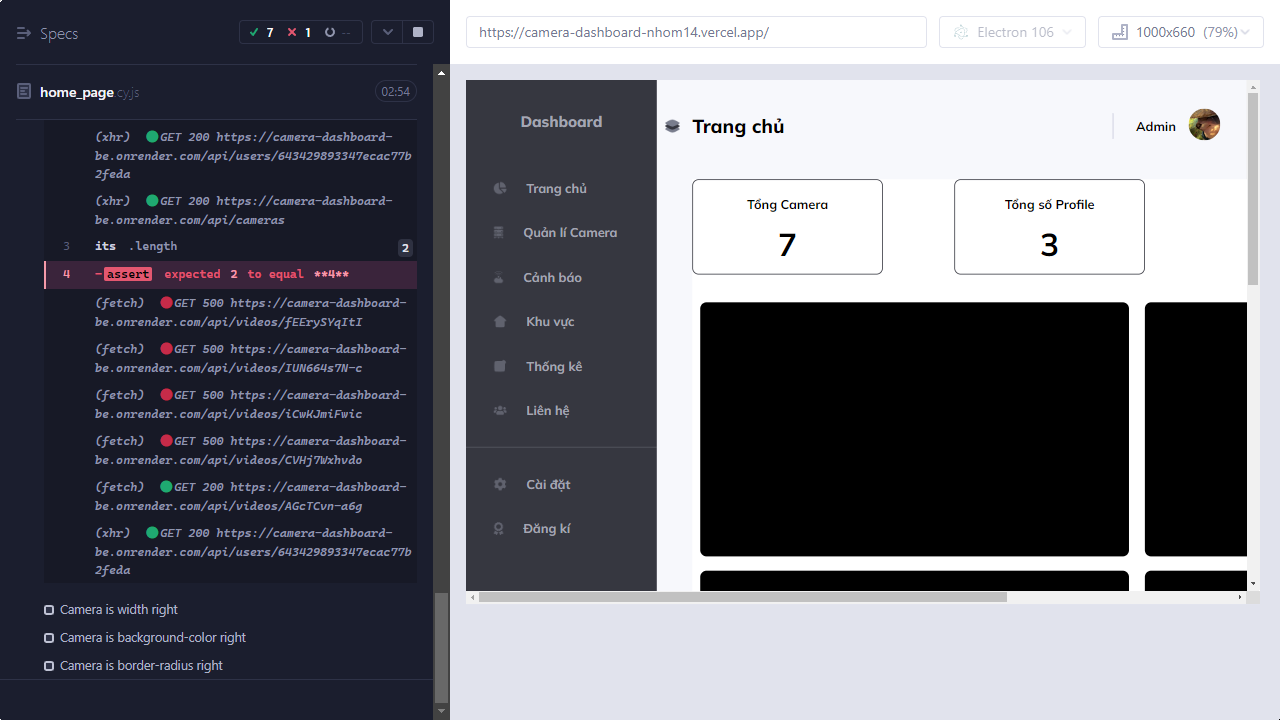 Specs
7
1
--
home_page.cy.js
02:54
(xhr) GET 200 https://camera-dashboard-
be.onrender.com/api/users/643429893347ecac77b
2feda
(xhr) GET 200 https://camera-dashboard-
be.onrender.com/api/cameras
3 its .length 2
4 -assert expected 2 to equal **4**
(fetch) GET 500 https://camera-dashboard-
be.onrender.com/api/videos/fEErySYqItI
(fetch) GET 500 https://camera-dashboard-
be.onrender.com/api/videos/IUN664s7N-c
(fetch) GET 500 https://camera-dashboard-
be.onrender.com/api/videos/iCwKJmiFwic
(fetch) GET 500 https://camera-dashboard-
be.onrender.com/api/videos/CVHj7Wxhvdo
(fetch) GET 200 https://camera-dashboard-
be.onrender.com/api/videos/AGcTCvn-a6g
(xhr) GET 200 https://camera-dashboard-
be.onrender.com/api/users/643429893347ecac77b
2feda
Camera is width right
Camera is background-color right
Camera is border-radius right
https://camera-dashboard-nhom14.vercel.app/
Electron 106
1000x660 (79%)
Dashboard
Trang chủ
Quản lí Camera
Cảnh báo
Khu vực
Thống kê
Liên hệ
Cài đặt
Đăng kí
Trang chủ
Admin
Tổng Camera
7
Tổng số Profile
3